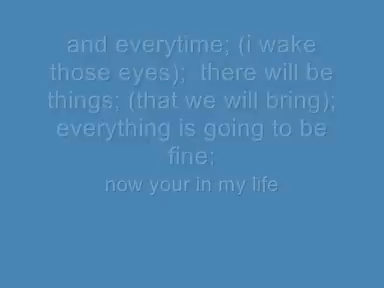 and everytime; (i wake
those eyes);  there will be
things; (that we will bring);
everything is going to be
fine;
now your in my life